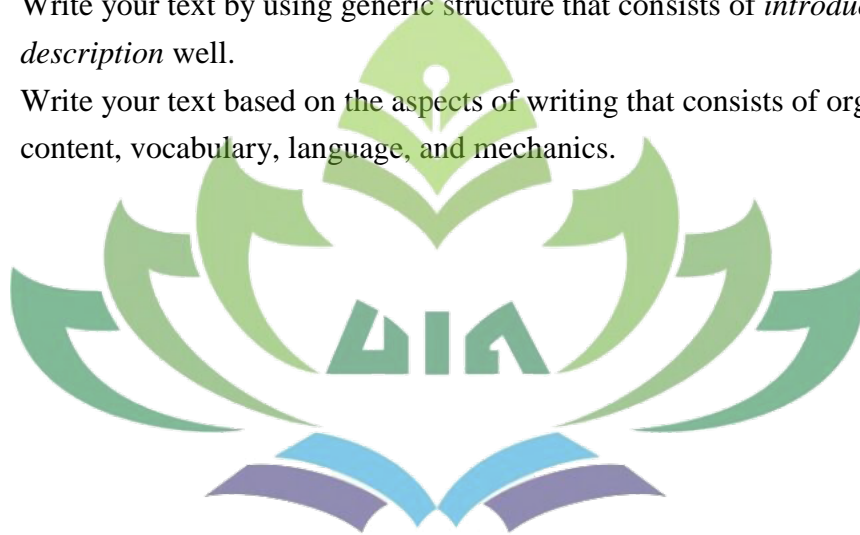 Write your text by using generic structure that consists of
description well.
Write your text based on the aspects of writing that consists of
content, vocabulary, language, and mechanics.
UIN